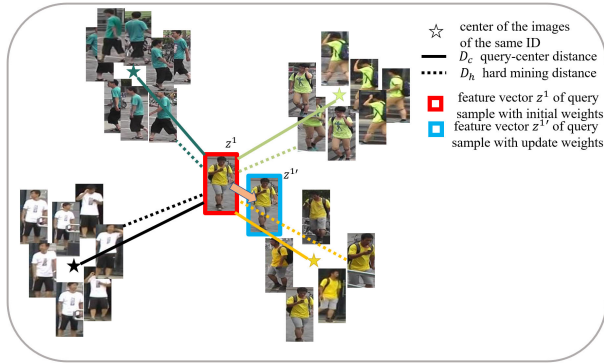 center of the images
of the same ID
D_c query-center distance
D_h hard mining distance
feature vector z^1 of query
sample with initial weights
feature vector z^1' of query
sample with update weights
z^1
z^1'